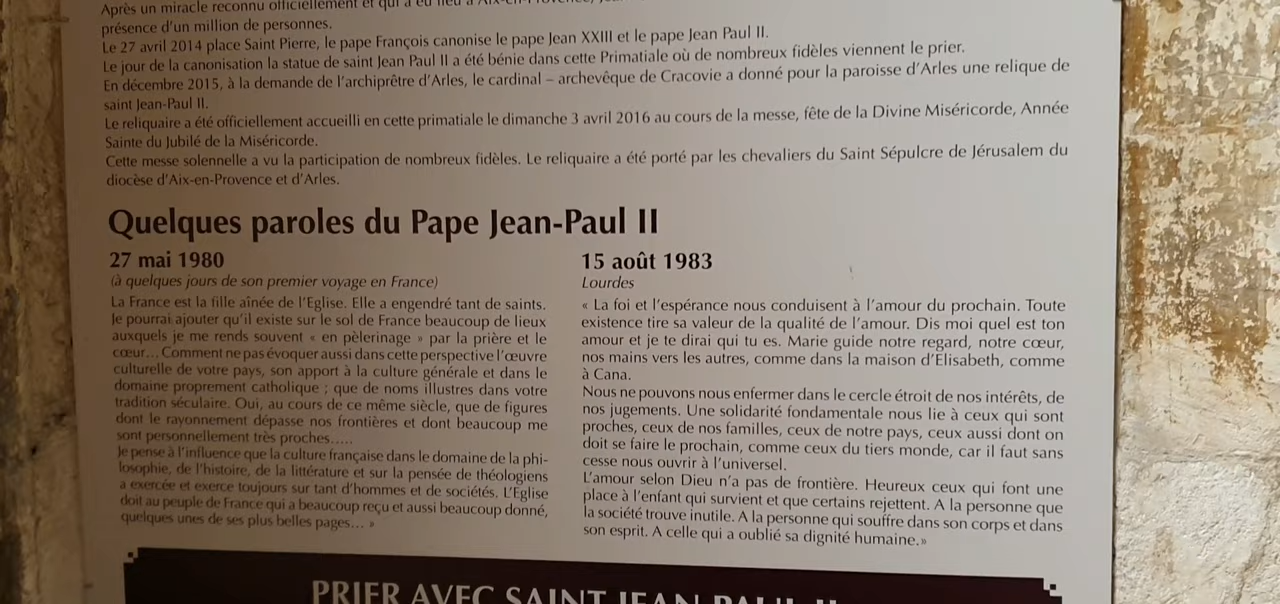 Après un miracle reconnu officiellement et qui a eu lieu à Aix-en-Provence,
présence d'un million de personnes.
Le 27 avril 2014 place Saint Pierre, le pape François canonise le pape Jean XXIII et le pape Jean Paul II.
Le jour de la canonisation la statue de saint Jean Paul II a été bénie dans cette Primatiale où de nombreux fidèles viennent le prier.
En décembre 2015, à la demande de l'archiprêtre d'Arles, le cardinal – archevêque de Cracovie a donné pour la paroisse d'Arles une relique de
saint Jean-Paul II.
Le reliquaire a été officiellement accueilli en cette primatiale le dimanche 3 avril 2016 au cours de la messe, fête de la Divine Miséricorde, Année
Sainte du Jubilé de la Miséricorde.
Cette messe solennelle a vu la participation de nombreux fidèles. Le reliquaire a été porté par les chevaliers du Saint Sépulcre de Jérusalem du
diocèse d'Aix-en-Provence et d'Arles.
Quelques paroles du Pape Jean-Paul II
27 mai 1980
(à quelques jours de son premier voyage en France)
La France est la fille aînée de l'Eglise. Elle a engendré tant de saints.
Je pourrai ajouter qu'il existe sur le sol de France beaucoup de lieux
auxquels je me rends souvent « en pèlerinage » par la prière et le
cœur... Comment ne pas évoquer aussi dans cette perspective l'œuvre
culturelle de votre pays, son apport à la culture générale et dans le
domaine proprement catholique ; que de noms illustres dans votre
tradition séculaire. Oui, au cours de ce même siècle, que de figures
dont le rayonnement dépasse nos frontières et dont beaucoup me
sont personnellement très proches.....
Je pense à l'influence que la culture française dans le domaine de la phi-
losophie, de l'histoire, de la littérature et sur la pensée de théologiens
a exercée et exerce toujours sur tant d'hommes et de sociétés. L'Eglise
doit au peuple de France qui a beaucoup reçu et aussi beaucoup donné,
quelques unes de ses plus belles pages... »
15 août 1983
Lourdes
« La foi et l'espérance nous conduisent à l'amour du prochain. Toute
existence tire sa valeur de la qualité de l'amour. Dis moi quel est ton
amour et je te dirai qui tu es. Marie guide notre regard, notre cœur,
nos mains vers les autres, comme dans la maison d'Elisabeth, comme
à Cana.
Nous ne pouvons nous enfermer dans le cercle étroit de nos intérêts, de
nos jugements. Une solidarité fondamentale nous lie à ceux qui sont
proches, ceux de nos familles, ceux de notre pays, ceux aussi dont on
doit se faire le prochain, comme ceux du tiers monde, car il faut sans
cesse nous ouvrir à l'universel.
L'amour selon Dieu n'a pas de frontière. Heureux ceux qui font une
place à l'enfant qui survient et que certains rejettent. A la personne que
la société trouve inutile. A la personne qui souffre dans son corps et dans
son esprit. A celle qui a oublié sa dignité humaine.»
PRIER AVEC SAINT JEAN PAUL II